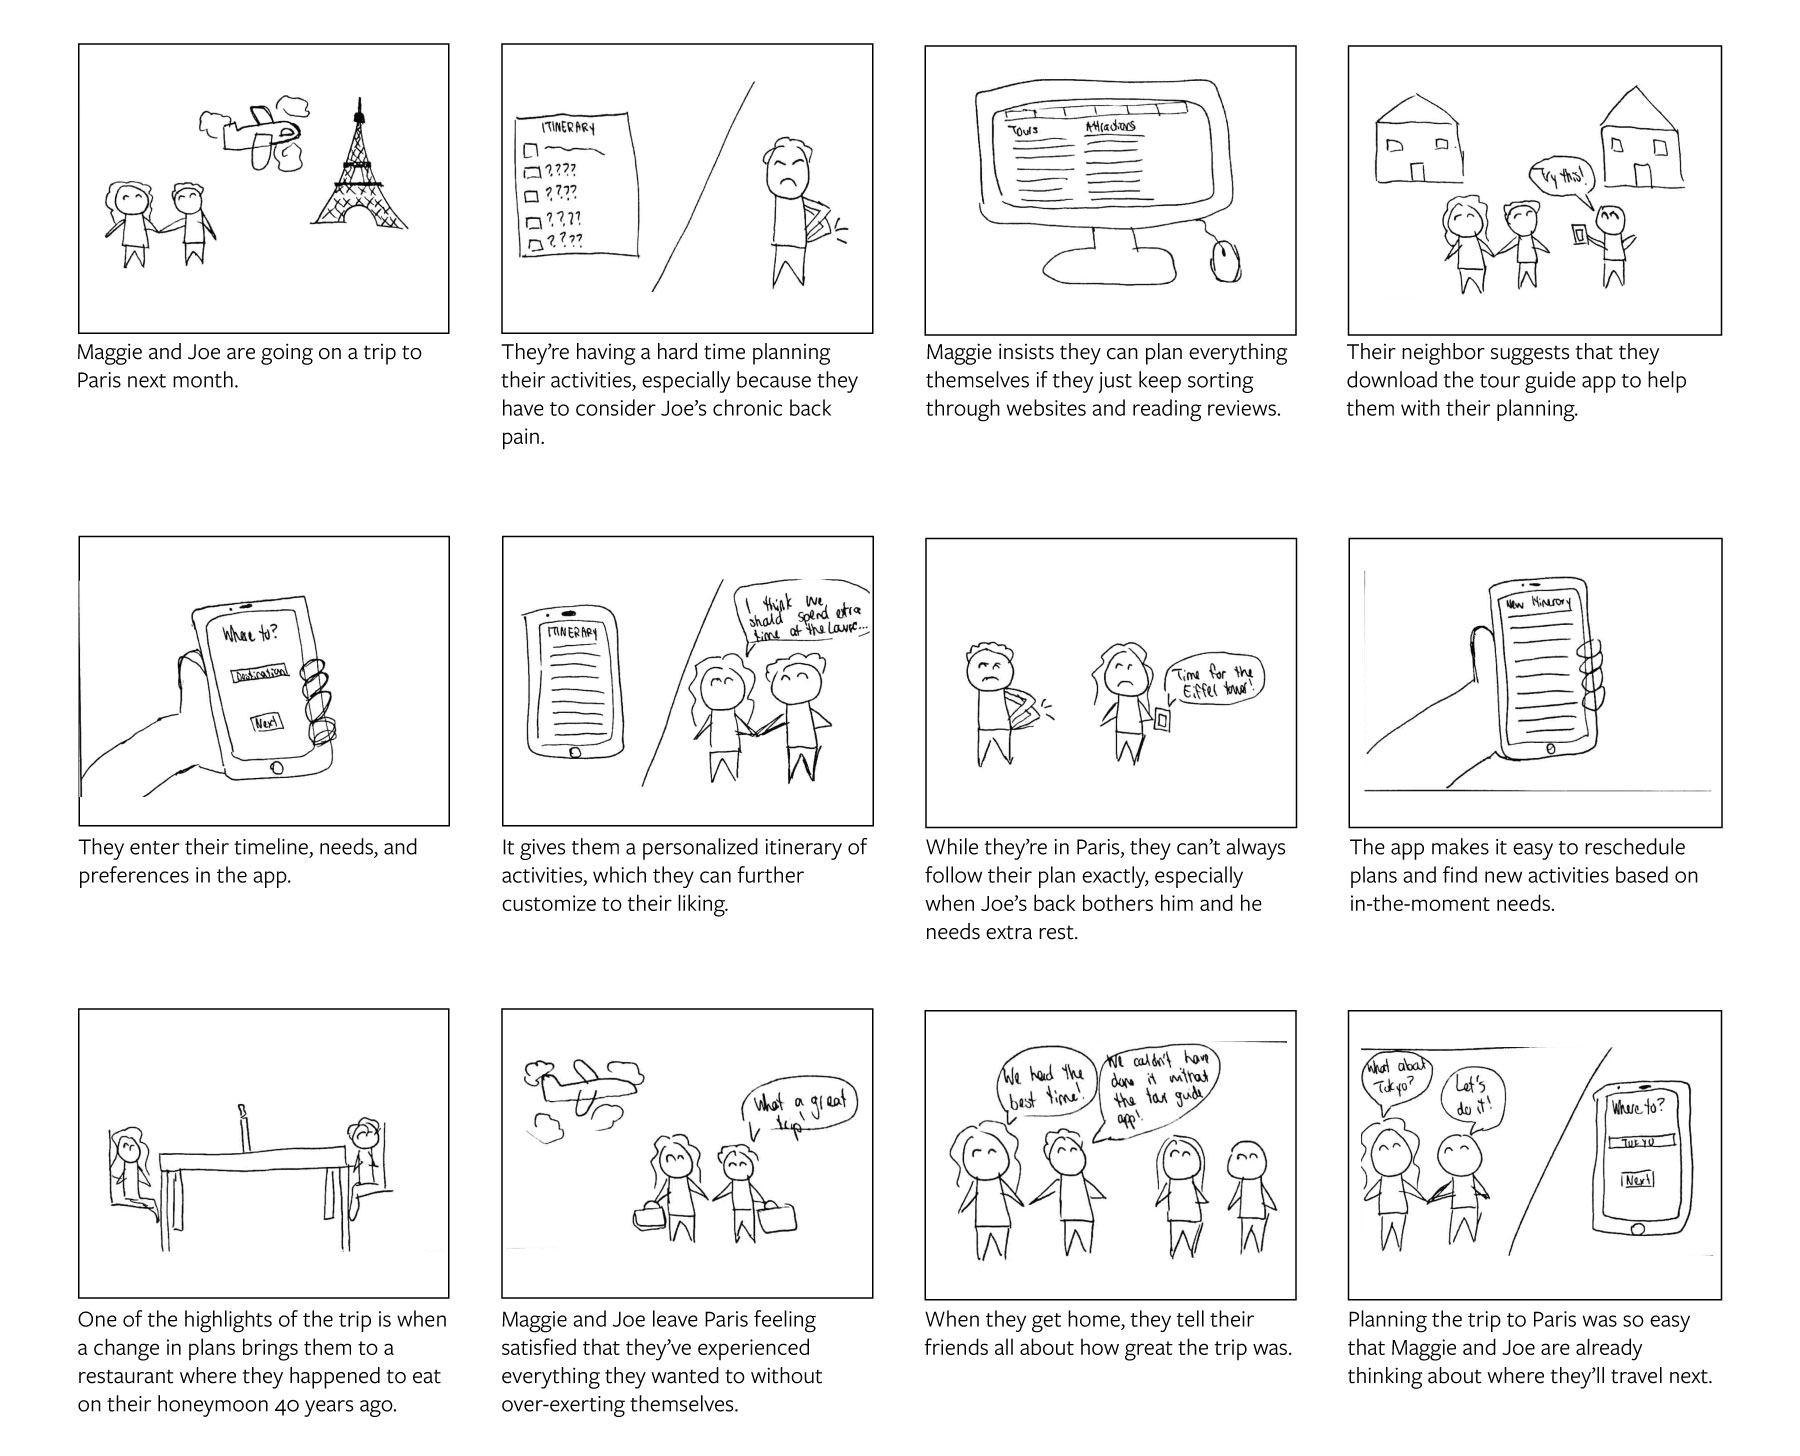 Maggie and Joe are going on a trip to
Paris next month.
ITINERARY
????
????
????
????
They're having a hard time planning
their activities, especially because they
have to consider Joe's chronic back
pain.
Tours
Attractions
Maggie insists they can plan everything
themselves if they just keep sorting
through websites and reading reviews.
Try this!
Their neighbor suggests that they
download the tour guide app to help
them with their planning.
Where to?
Destination
Next
They enter their timeline, needs, and
preferences in the app.
ITINERARY
I think we
should spend extra
time at the Louvre...
It gives them a personalized itinerary of
activities, which they can further
customize to their liking.
Time for the
Eiffel tower!
While they're in Paris, they can't always
follow their plan exactly, especially
when Joe's back bothers him and he
needs extra rest.
New Itinerary
The app makes it easy to reschedule
plans and find new activities based on
in-the-moment needs.
One of the highlights of the trip is when
a change in plans brings them to a
restaurant where they happened to eat
on their honeymoon 40 years ago.
What a great
trip!
Maggie and Joe leave Paris feeling
satisfied that they've experienced
everything they wanted to without
over-exerting themselves.
We had the
best time!
We couldn't have
done it without
the tour guide
app!
When they get home, they tell their
friends all about how great the trip was.
What about
Tokyo?
Let's
do it!
Where to?
TOKYO
Next
Planning the trip to Paris was so easy
that Maggie and Joe are already
thinking about where they'll travel next.